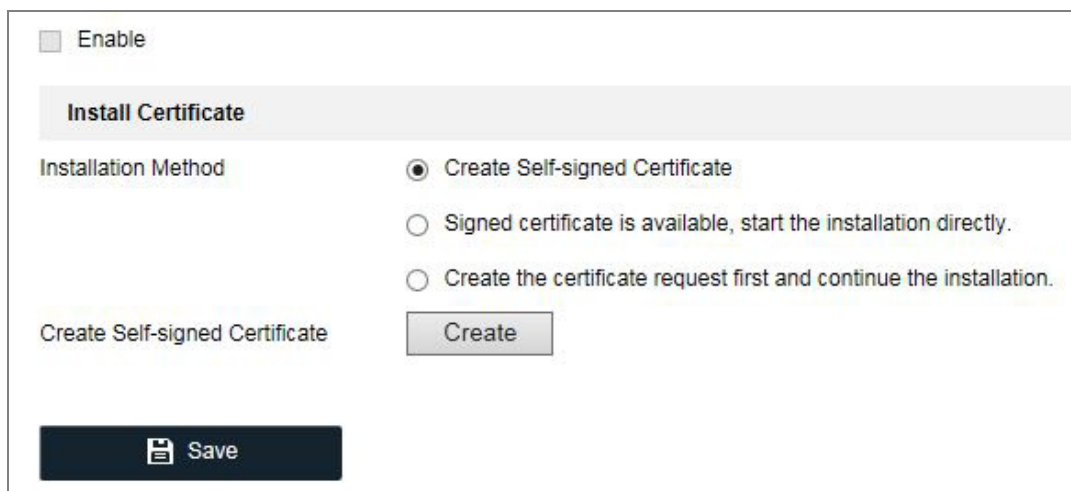 Enable
Install Certificate
Installation Method
Create Self-signed Certificate
Signed certificate is available, start the installation directly.
Create the certificate request first and continue the installation.
Create Self-signed Certificate
Create
Save